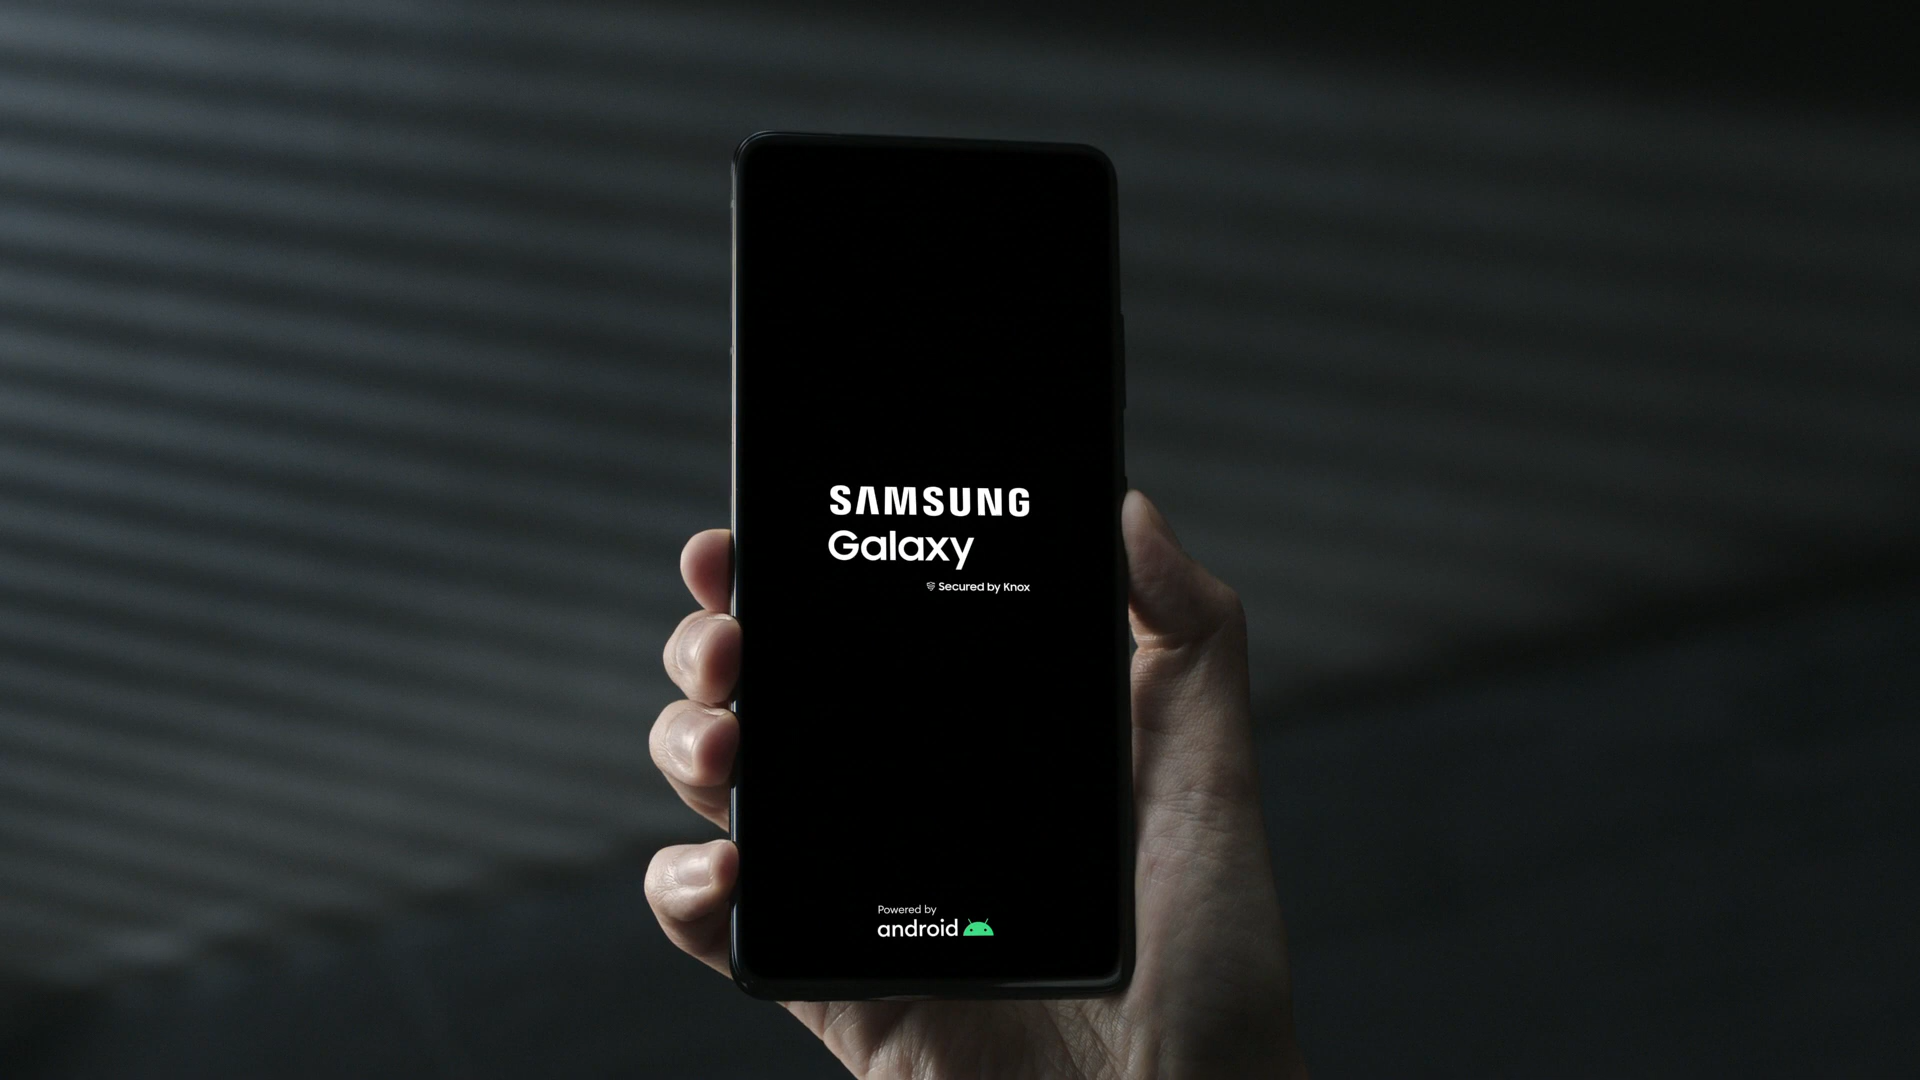 SAMSUNG
Galaxy
Secured by Knox
Powered by
android